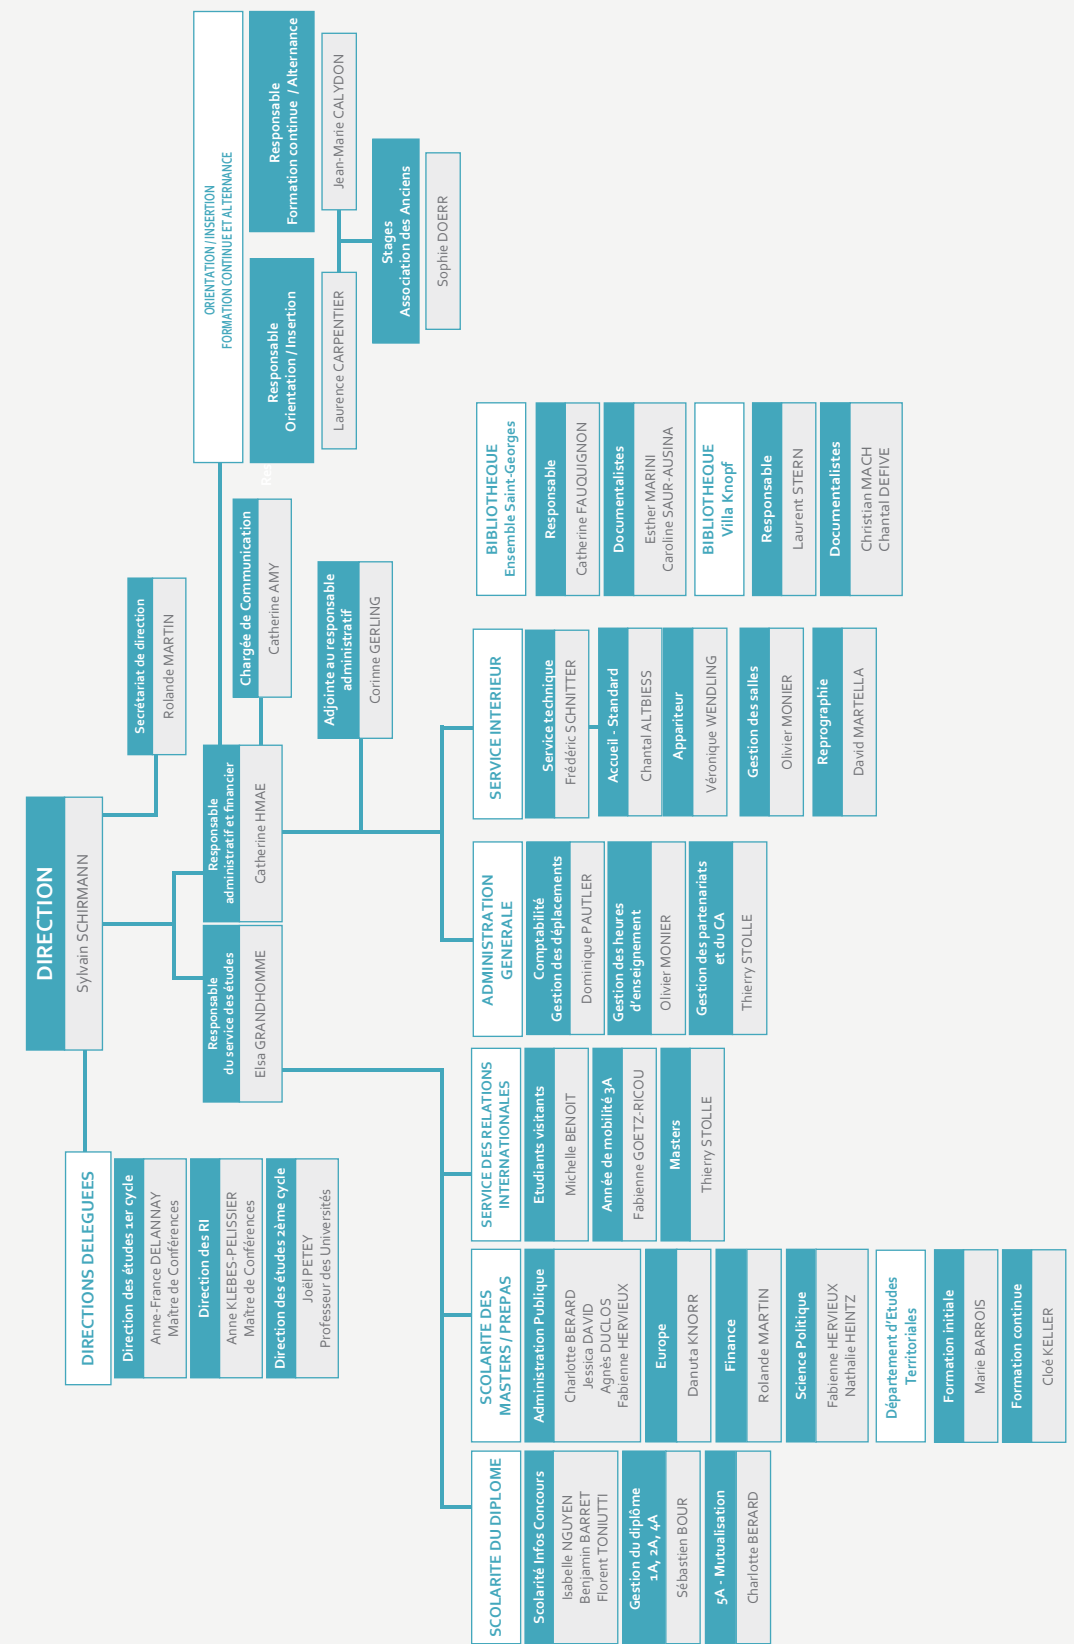 DIRECTION
Sylvain SCHIRMANN
DIRECTIONS DELEGUEES
Direction des études 1er cycle
Anne-France DELANNAY
Maître de Conférences
Direction des RI
Anne KLEBES-PELISSIER
Maître de Conférences
Direction des études 2ème cycle
Joël PETEY
Professeur des Universités
Secrétariat de direction
Rolande MARTIN
Responsable
du service des études
Elsa GRANDHOMME
Responsable
administratif et financier
Catherine HMAE
Chargée de Communication
Catherine AMY
Adjointe au responsable
administratif
Corinne GERLING
ORIENTATION / INSERTION
FORMATION CONTINUE ET ALTERNANCE
Res
Responsable
Orientation / Insertion
Laurence CARPENTIER
Responsable
Formation continue / Alternance
Jean-Marie CALYDON
Stages
Association des Anciens
Sophie DOERR
SCOLARITE DU DIPLOME
Scolarité Infos Concours
Isabelle NGUYEN
Benjamin BARRET
Florent TONIUTTI
Gestion du diplôme
1A, 2A, 4A
Sébastien BOUR
5A - Mutualisation
Charlotte BERARD
SCOLARITE DES
MASTERS / PREPAS
Administration Publique
Charlotte BERARD
Jessica DAVID
Agnès DUCLOS
Fabienne HERVIEUX
Europe
Danuta KNORR
Finance
Rolande MARTIN
Science Politique
Fabienne HERVIEUX
Nathalie HEINTZ
Département d'Etudes
Territoriales
Formation initiale
Marie BARROIS
Formation continue
Cloé KELLER
SERVICE DES RELATIONS
INTERNATIONALES
Etudiants visitants
Michelle BENOIT
Année de mobilité 3A
Fabienne GOETZ-RICOU
Masters
Thierry STOLLE
ADMINISTRATION
GENERALE
Comptabilité
Gestion des déplacements
Dominique PAUTLER
Gestion des heures
d'enseignement
Olivier MONIER
Gestion des partenariats
et du CA
Thierry STOLLE
SERVICE INTERIEUR
Service technique
Frédéric SCHNITTER
Accueil - Standard
Chantal ALTBIESS
Appariteur
Véronique WENDLING
Gestion des salles
Olivier MONIER
Reprographie
David MARTELLA
BIBLIOTHEQUE
Ensemble Saint-Georges
Responsable
Catherine FAUQUIGNON
Documentalistes
Esther MARINI
Caroline SAUR-AUSINA
BIBLIOTHEQUE
Villa Knopf
Responsable
Laurent STERN
Documentalistes
Christian MACH
Chantal DEFIVE